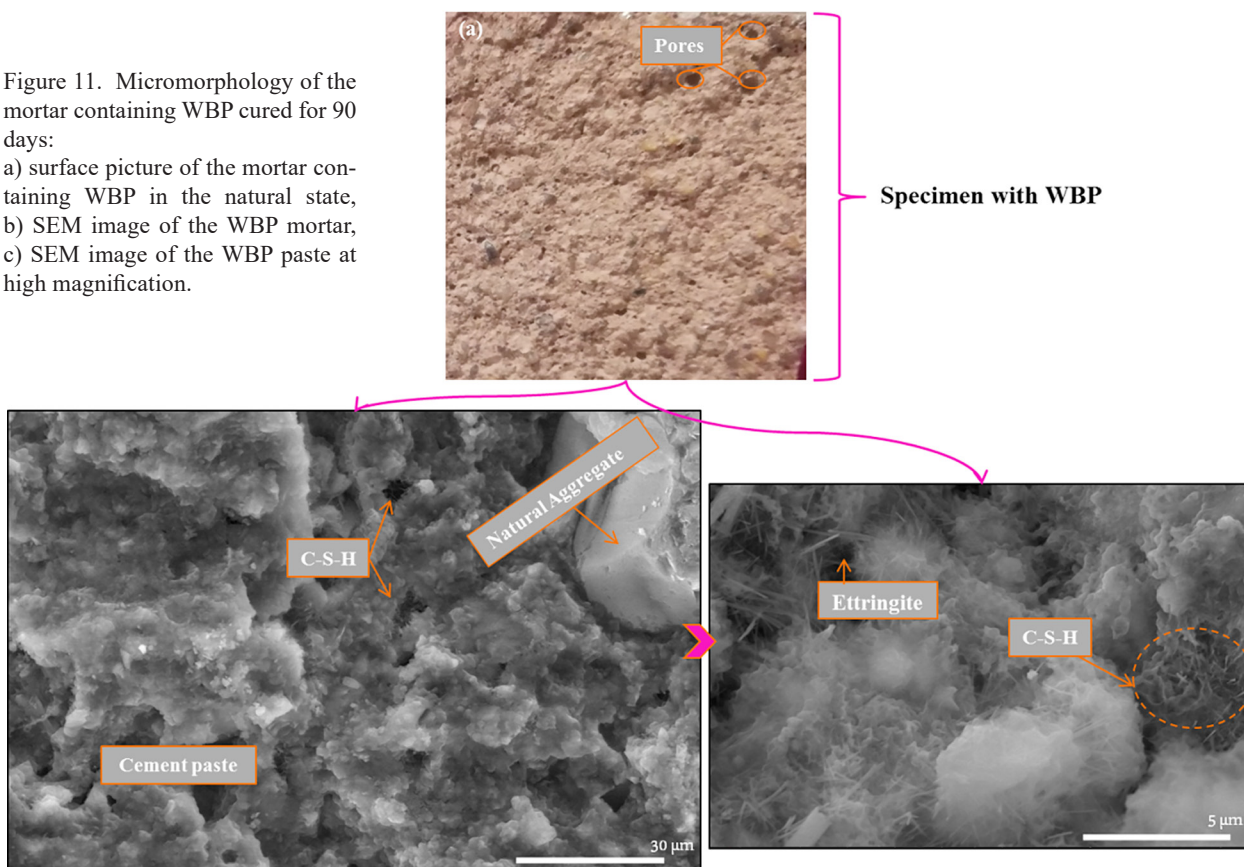 Figure 11. Micromorphology of the
mortar containing WBP cured for 90
days:
a) surface picture of the mortar con-
taining WBP in the natural state,
b) SEM image of the WBP mortar,
c) SEM image of the WBP paste at
high magnification.
(a)
Pores
Specimen with WBP
Natural Aggregate
C-S-H
Cement paste
30 µm
Ettringite
C-S-H
5 µm